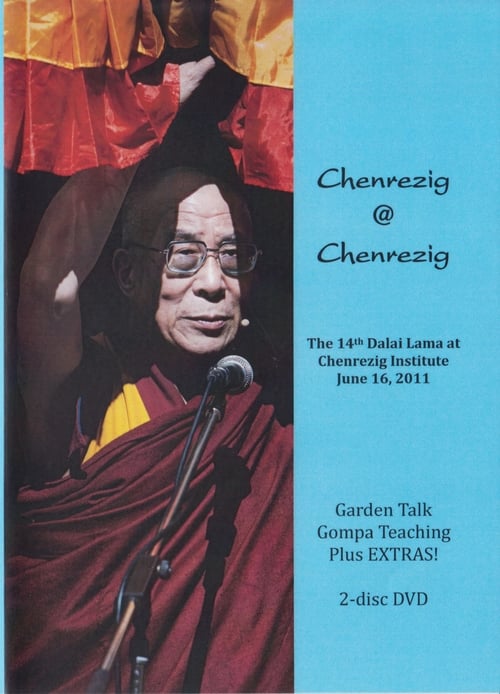 Chenrezig
@
Chenrezig
The 14th Dalai Lama at
Chenrezig Institute
June 16, 2011
Garden Talk
Gompa Teaching
Plus EXTRAS!
2-disc DVD